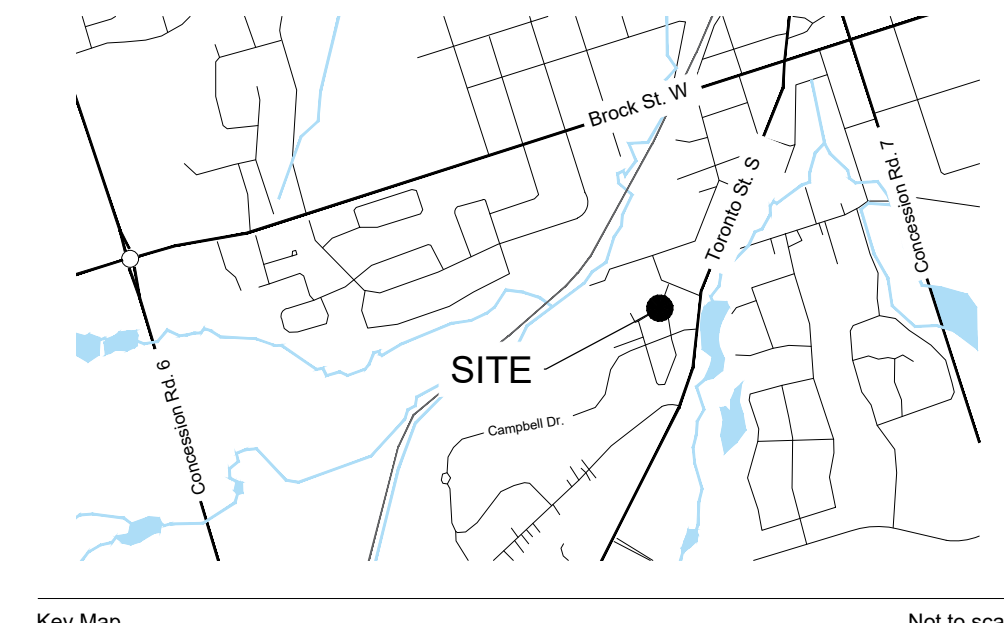 Brock St. W
Toronto St. S
Concession Rd. 7
SITE
Concession Rd. 6
Campbell Dr.
Key Map
Not to sca